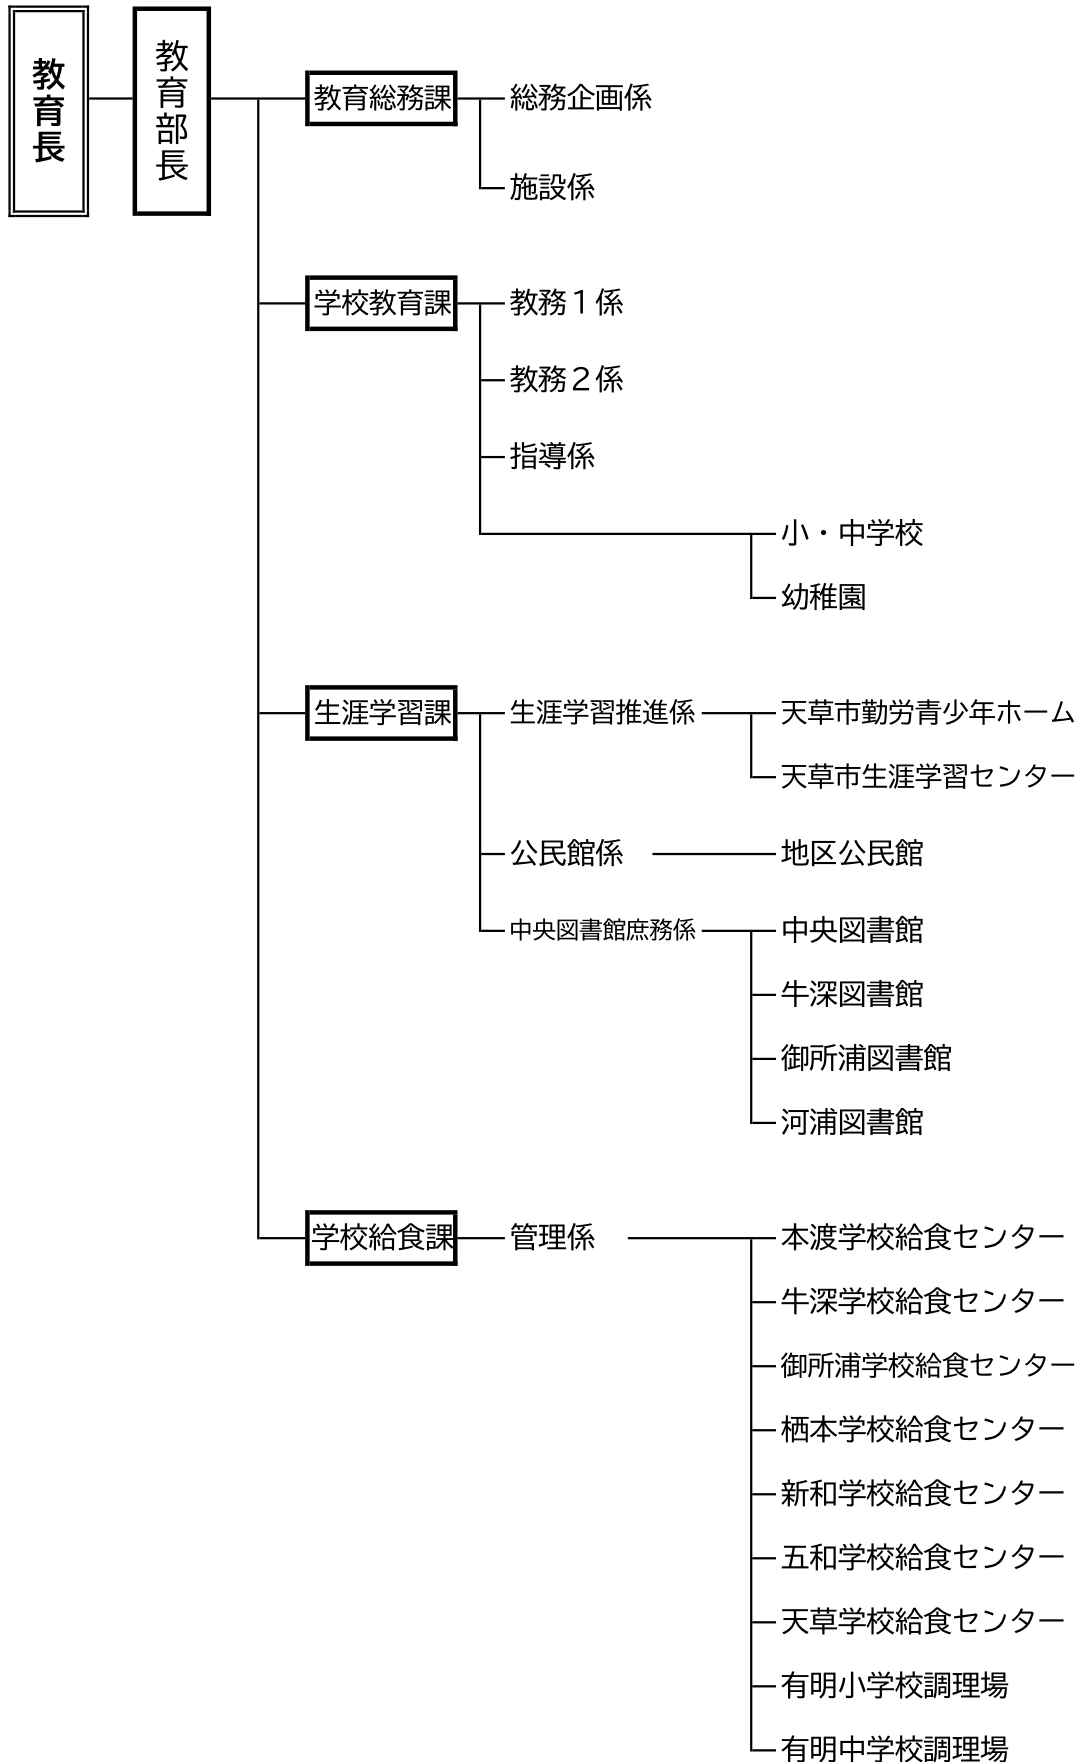 教育長
教育部長
教育総務課
総務企画係
施設係
学校教育課
教務１係
教務２係
指導係
小・中学校
幼稚園
生涯学習課
生涯学習推進係
天草市勤労青少年ホーム
天草市生涯学習センター
公民館係
地区公民館
中央図書館庶務係
中央図書館
牛深図書館
御所浦図書館
河浦図書館
学校給食課
管理係
本渡学校給食センター
牛深学校給食センター
御所浦学校給食センター
栖本学校給食センター
新和学校給食センター
五和学校給食センター
天草学校給食センター
有明小学校調理場
有明中学校調理場